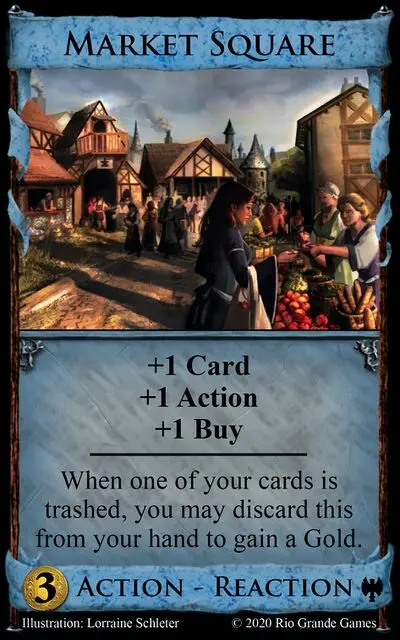 Market Square
+1 Card
+1 Action
+1 Buy
When one of your cards is
trashed, you may discard this
from your hand to gain a Gold.
3 Action - Reaction
Illustration: Lorraine Schleter © 2020 Rio Grande Games